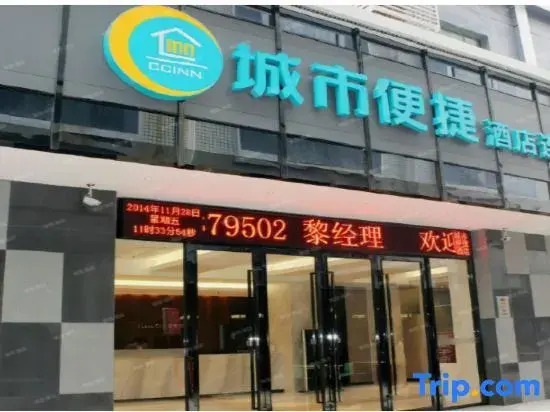 inn
CCINN
城市便捷酒店
2014年11月28日
星期五
11时33分54秒
79502 黎经理 欢迎
Trip.com